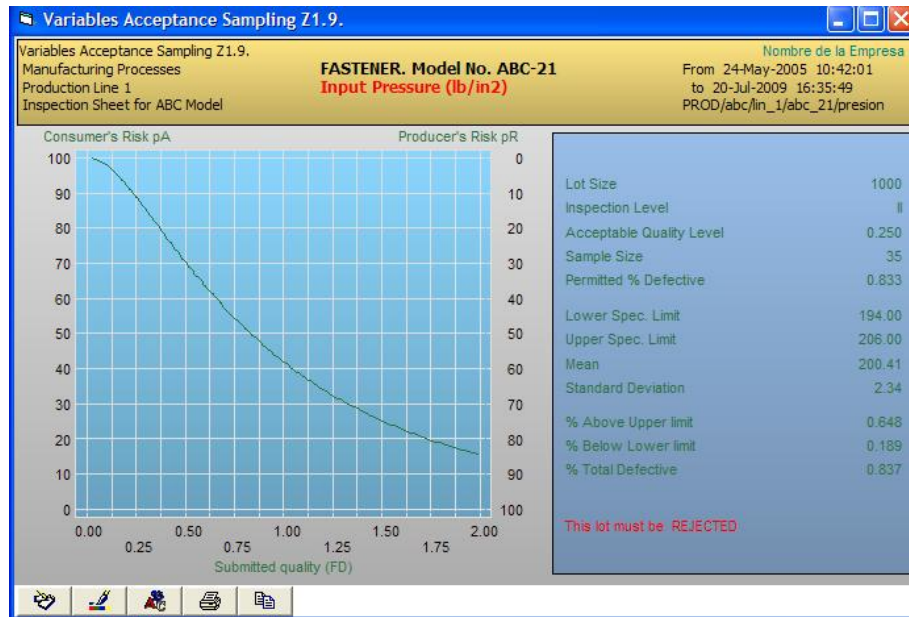 Variables Acceptance Sampling Z1.9.
Variables Acceptance Sampling Z1.9.
Manufacturing Processes
Production Line 1
Inspection Sheet for ABC Model
FASTENER. Model No. ABC-21
Input Pressure (lb/in2)
Nombre de la Empresa
From 24-May-2005 10:42:01
to 20-Jul-2009 16:35:49
PROD/abc/lin_1/abc_21/presion
Consumer's Risk pA
Producer's Risk pR
100 0
90 10
80 20
70 30
60 40
50 50
40 60
30 70
20 80
10 90
0 100
0.00 0.50 1.00 1.50 2.00
0.25 0.75 1.25 1.75
Submitted quality (FD)
Lot Size 1000
Inspection Level II
Acceptable Quality Level 0.250
Sample Size 35
Permitted % Defective 0.833
Lower Spec. Limit 194.00
Upper Spec. Limit 206.00
Mean 200.41
Standard Deviation 2.34
% Above Upper limit 0.648
% Below Lower limit 0.189
% Total Defective 0.837
This lot must be REJECTED